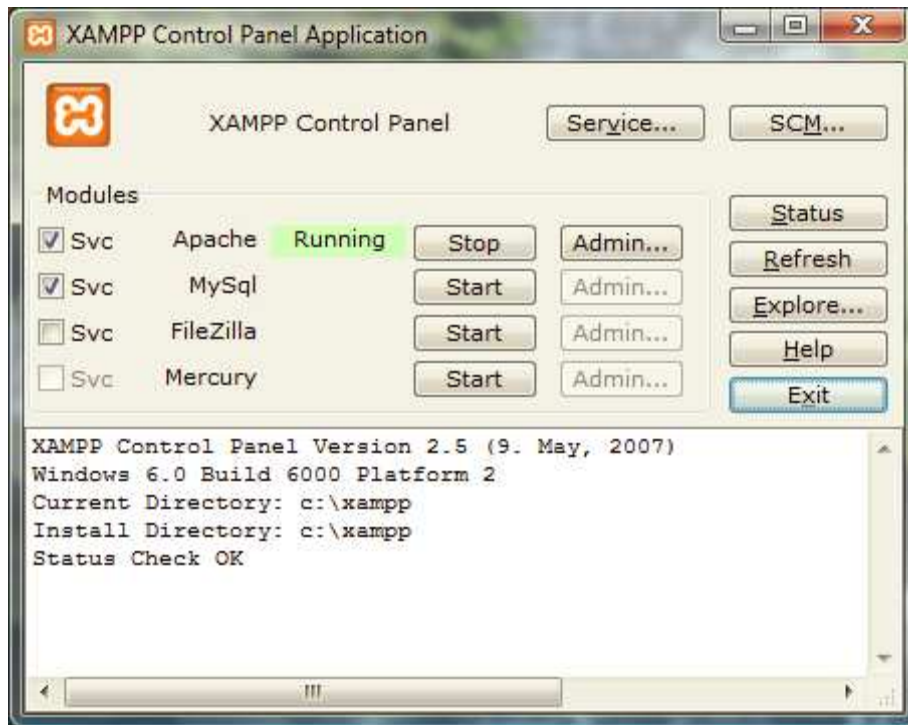 XAMPP Control Panel Application
XAMPP Control Panel Service... SCM...
Modules
Svc Apache Running Stop Admin...
Svc MySql Start Admin...
Svc FileZilla Start Admin...
Svc Mercury Start Admin...
Status
Refresh
Explore...
Help
Exit
XAMPP Control Panel Version 2.5 (9. May, 2007)
Windows 6.0 Build 6000 Platform 2
Current Directory: c:\xampp
Install Directory: c:\xampp
Status Check OK